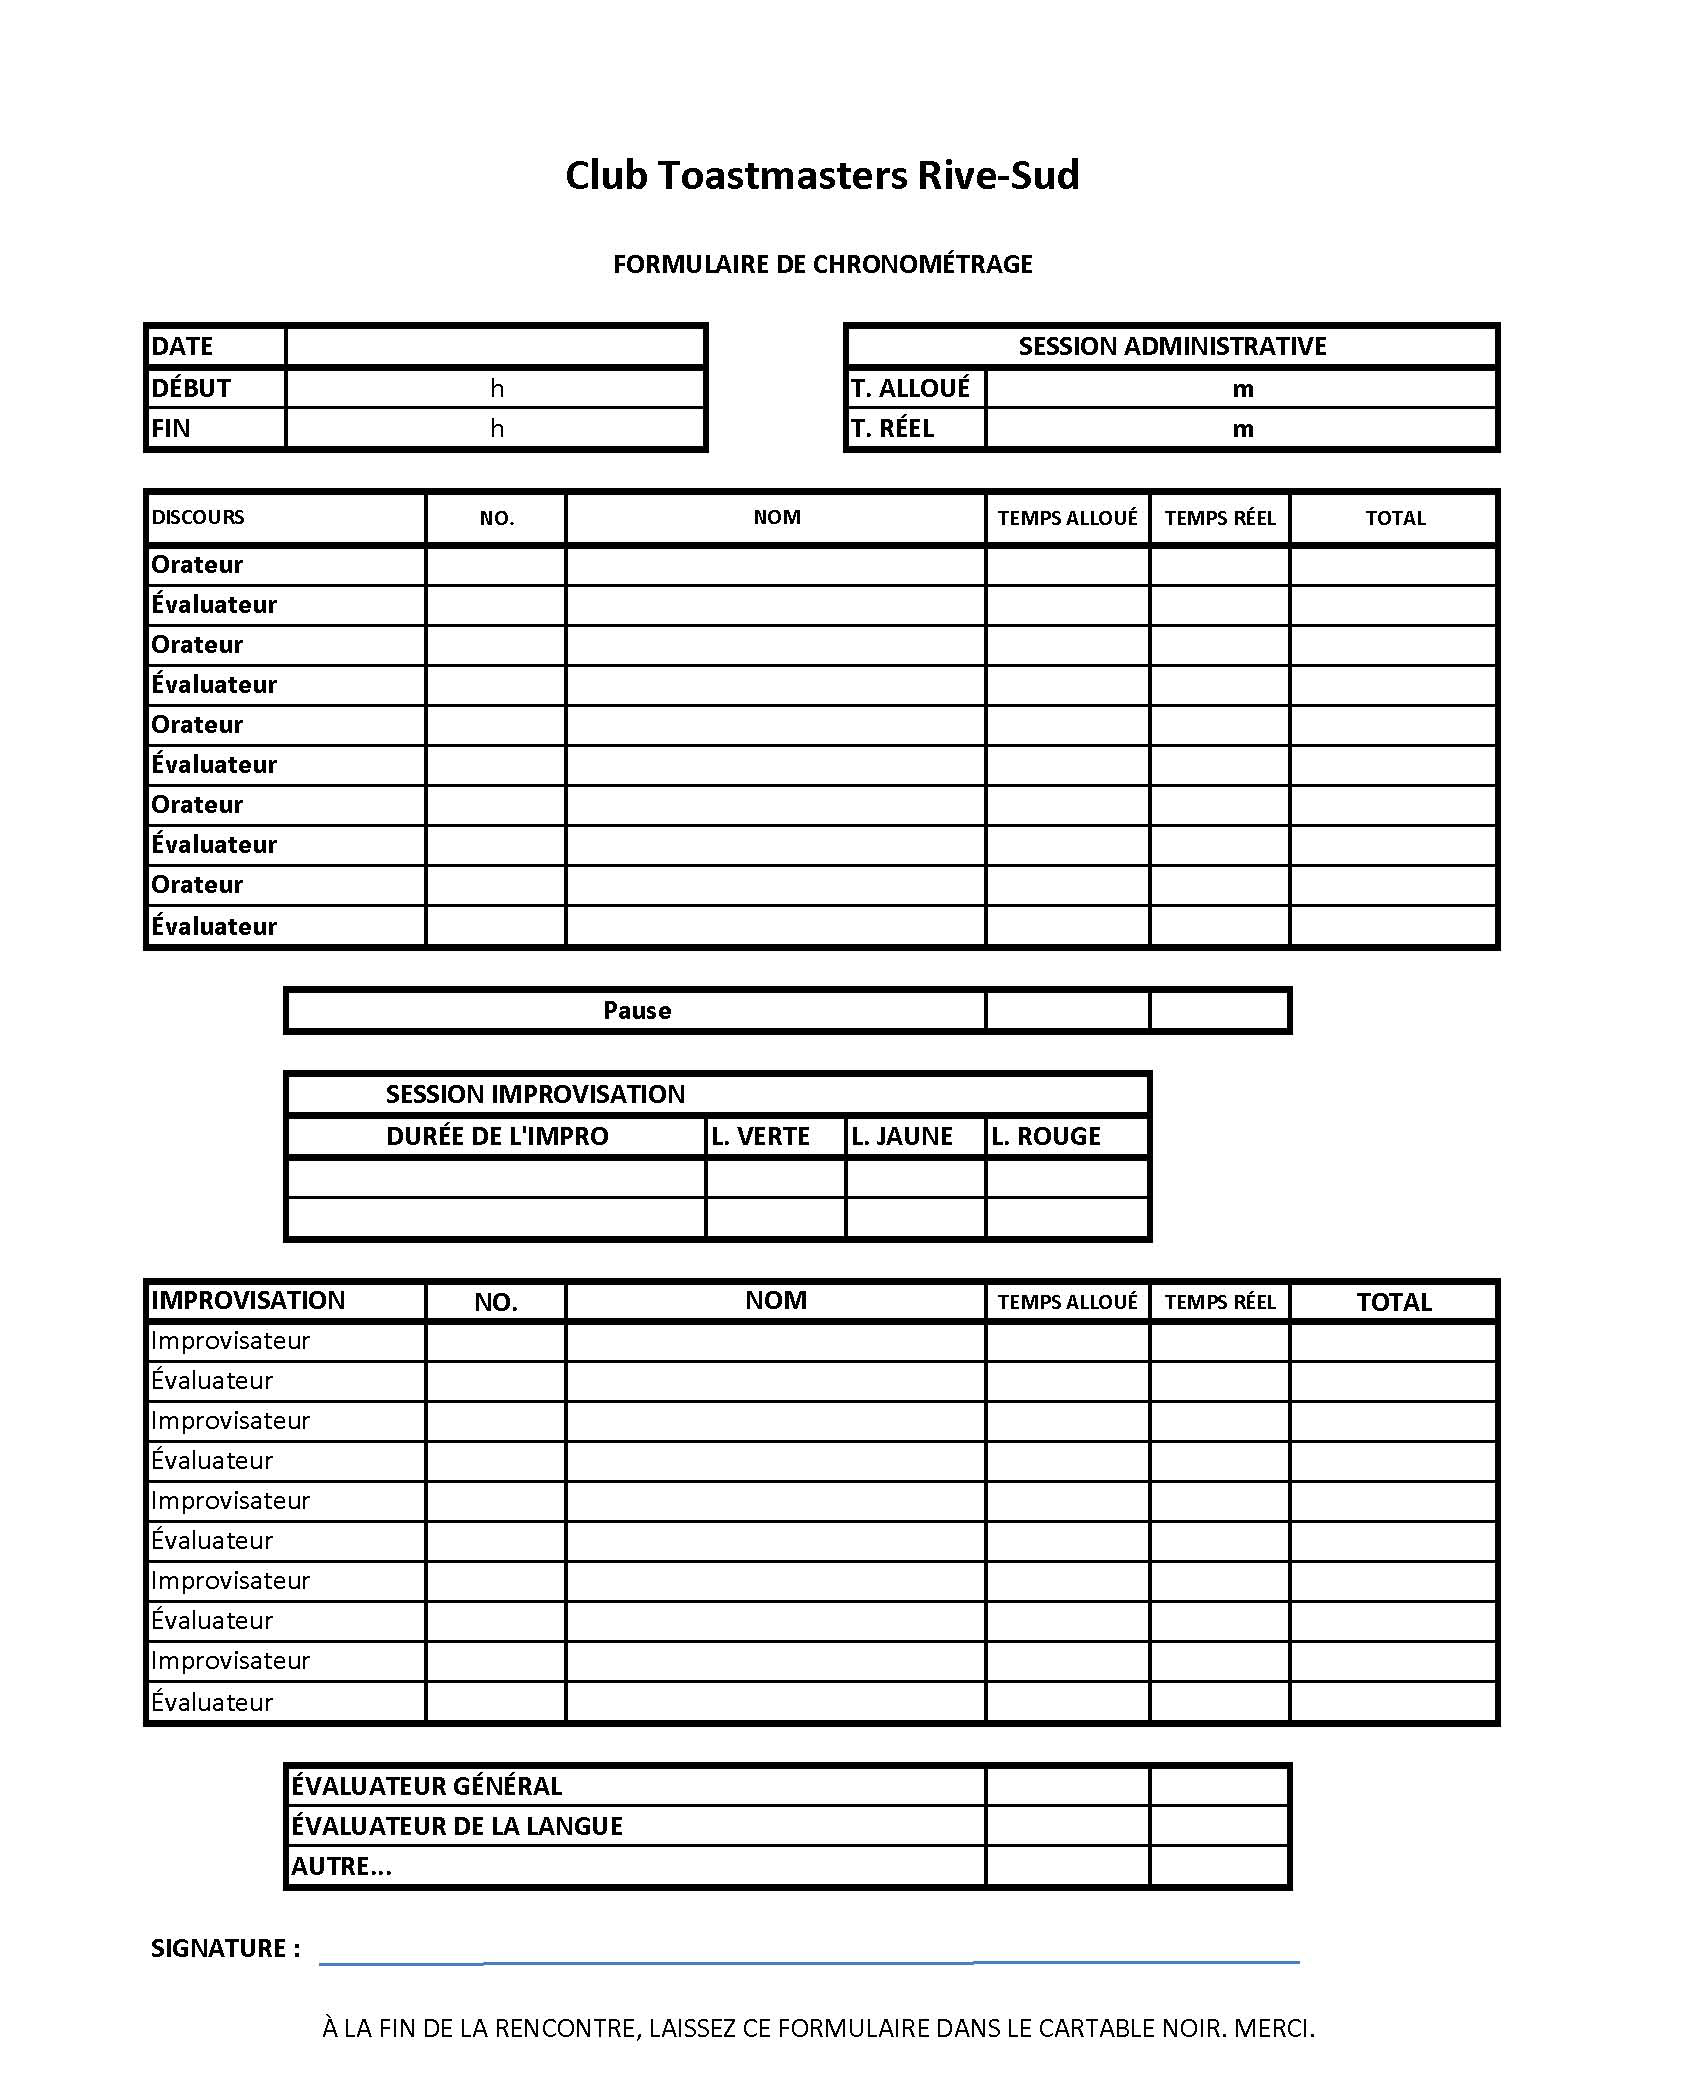 Club Toastmasters Rive-Sud
FORMULAIRE DE CHRONOMÉTRAGE
DATE SESSION ADMINISTRATIVE
DÉBUT h T. ALLOUÉ m
FIN h T. RÉEL m
DISCOURS NO. NOM TEMPS ALLOUÉ TEMPS RÉEL TOTAL
Orateur
Évaluateur
Orateur
Évaluateur
Orateur
Évaluateur
Orateur
Évaluateur
Orateur
Évaluateur
Pause
SESSION IMPROVISATION
DURÉE DE L'IMPRO L. VERTE L. JAUNE L. ROUGE
IMPROVISATION NO. NOM TEMPS ALLOUÉ TEMPS RÉEL TOTAL
Improvisateur
Évaluateur
Improvisateur
Évaluateur
Improvisateur
Évaluateur
Improvisateur
Évaluateur
Improvisateur
Évaluateur
ÉVALUATEUR GÉNÉRAL
ÉVALUATEUR DE LA LANGUE
AUTRE...
SIGNATURE :
À LA FIN DE LA RENCONTRE, LAISSEZ CE FORMULAIRE DANS LE CARTABLE NOIR. MERCI.